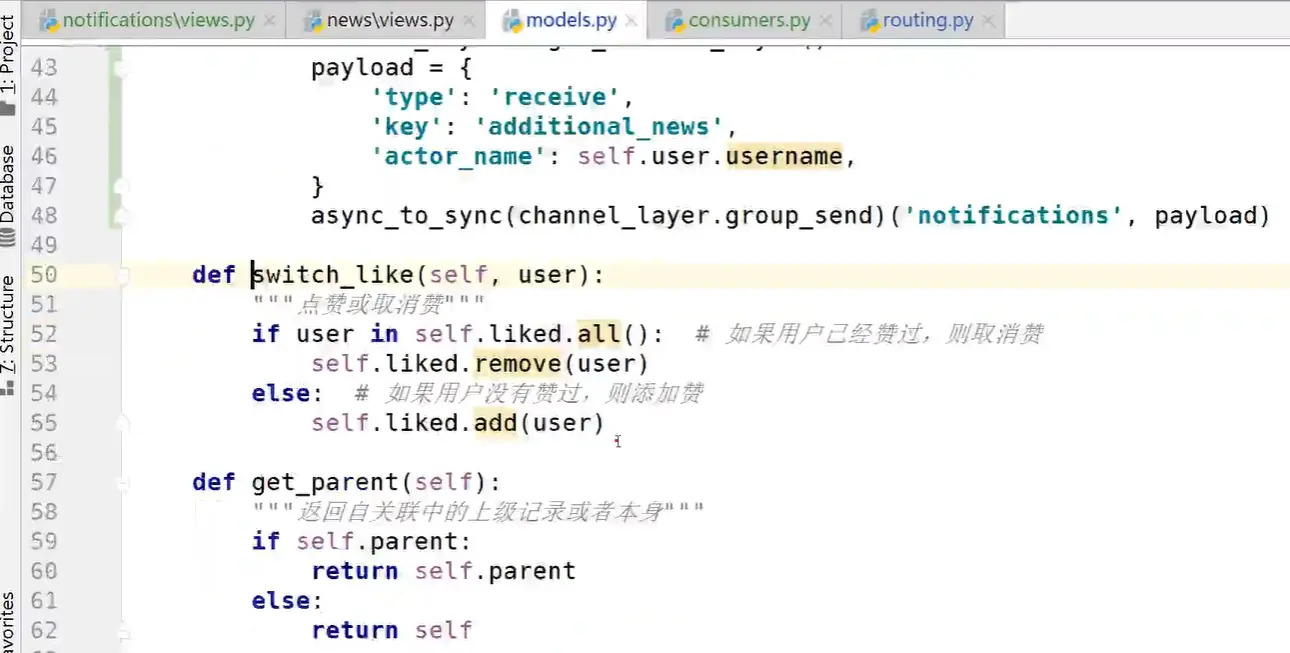 notifications\views.py
news\views.py
models.py
consumers.py
routing.py
1: Project
Database
7: Structure
43 payload = {
44 'type': 'receive',
45 'key': 'additional_news',
46 'actor_name': self.user.username,
47 }
48 async_to_sync(channel_layer.group_send)('notifications', payload)
49
50 def switch_like(self, user):
51 """点赞或取消赞"""
52 if user in self.liked.all():  # 如果用户已经赞过，则取消赞
53 self.liked.remove(user)
54 else:  # 如果用户没有赞过，则添加赞
55 self.liked.add(user)
56
57 def get_parent(self):
58 """返回自关联中的上级记录或者本身"""
59 if self.parent:
60 return self.parent
61 else:
62 return self